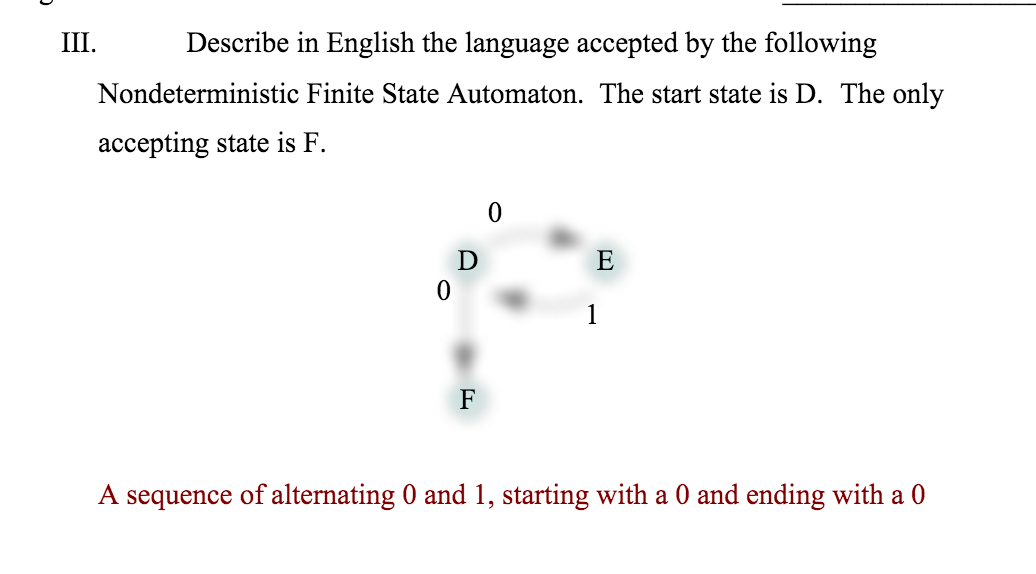 III. Describe in English the language accepted by the following
Nondeterministic Finite State Automaton. The start state is D. The only
accepting state is F.
0
D E
0
1
F
A sequence of alternating 0 and 1, starting with a 0 and ending with a 0